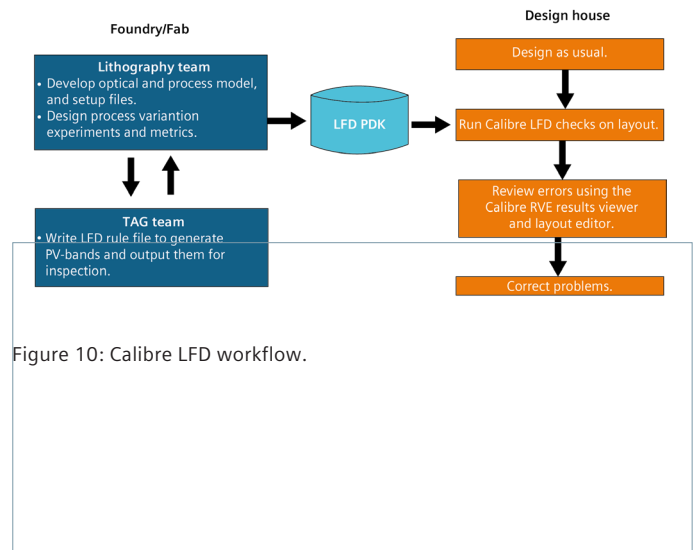 Foundry/Fab
Lithography team
• Develop optical and process model,
and setup files.
• Design process variantion
experiments and metrics.
TAG team
• Write LFD rule file to generate
PV-bands and output them for
inspection.
LFD PDK
Design house
Design as usual.
Run Calibre LFD checks on layout.
Review errors using the
Calibre RVE results viewer
and layout editor.
Correct problems.
Figure 10: Calibre LFD workflow.